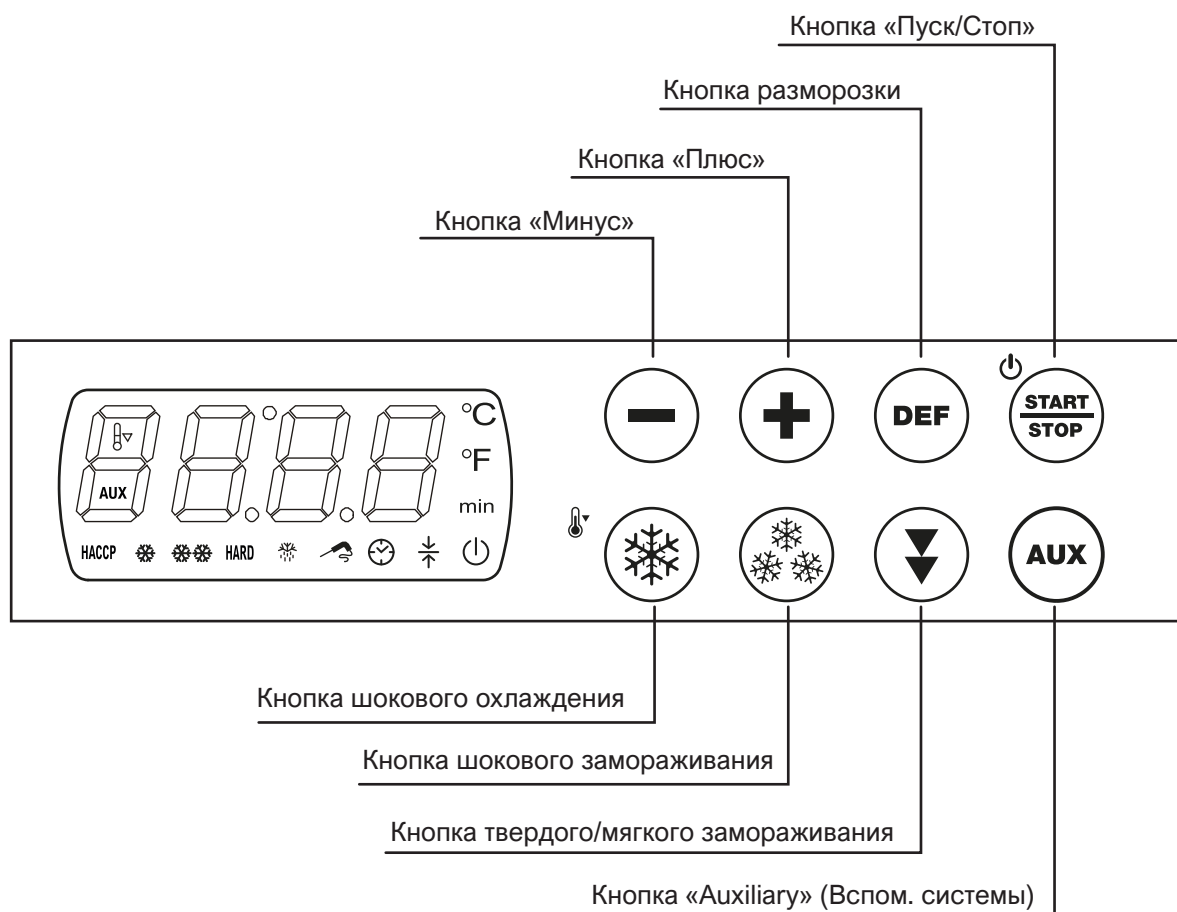 Кнопка «Пуск/Стоп»
Кнопка разморозки
Кнопка «Плюс»
Кнопка «Минус»
°C
°F
min
AUX
HACCP
HARD
DEF
START
STOP
AUX
Кнопка шокового охлаждения
Кнопка шокового замораживания
Кнопка твердого/мягкого замораживания
Кнопка «Auxiliary» (Вспом. системы)